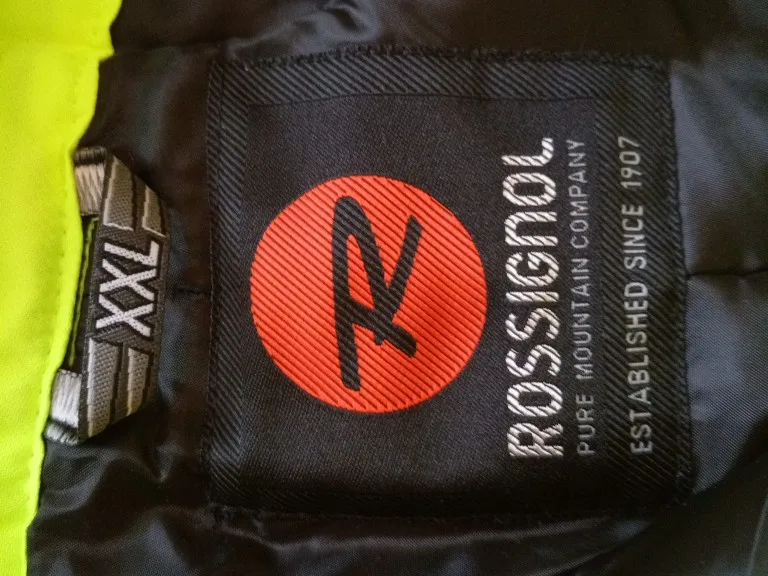 XXL
R
ROSSIGNOL
PURE MOUNTAIN COMPANY
ESTABLISHED SINCE 1907